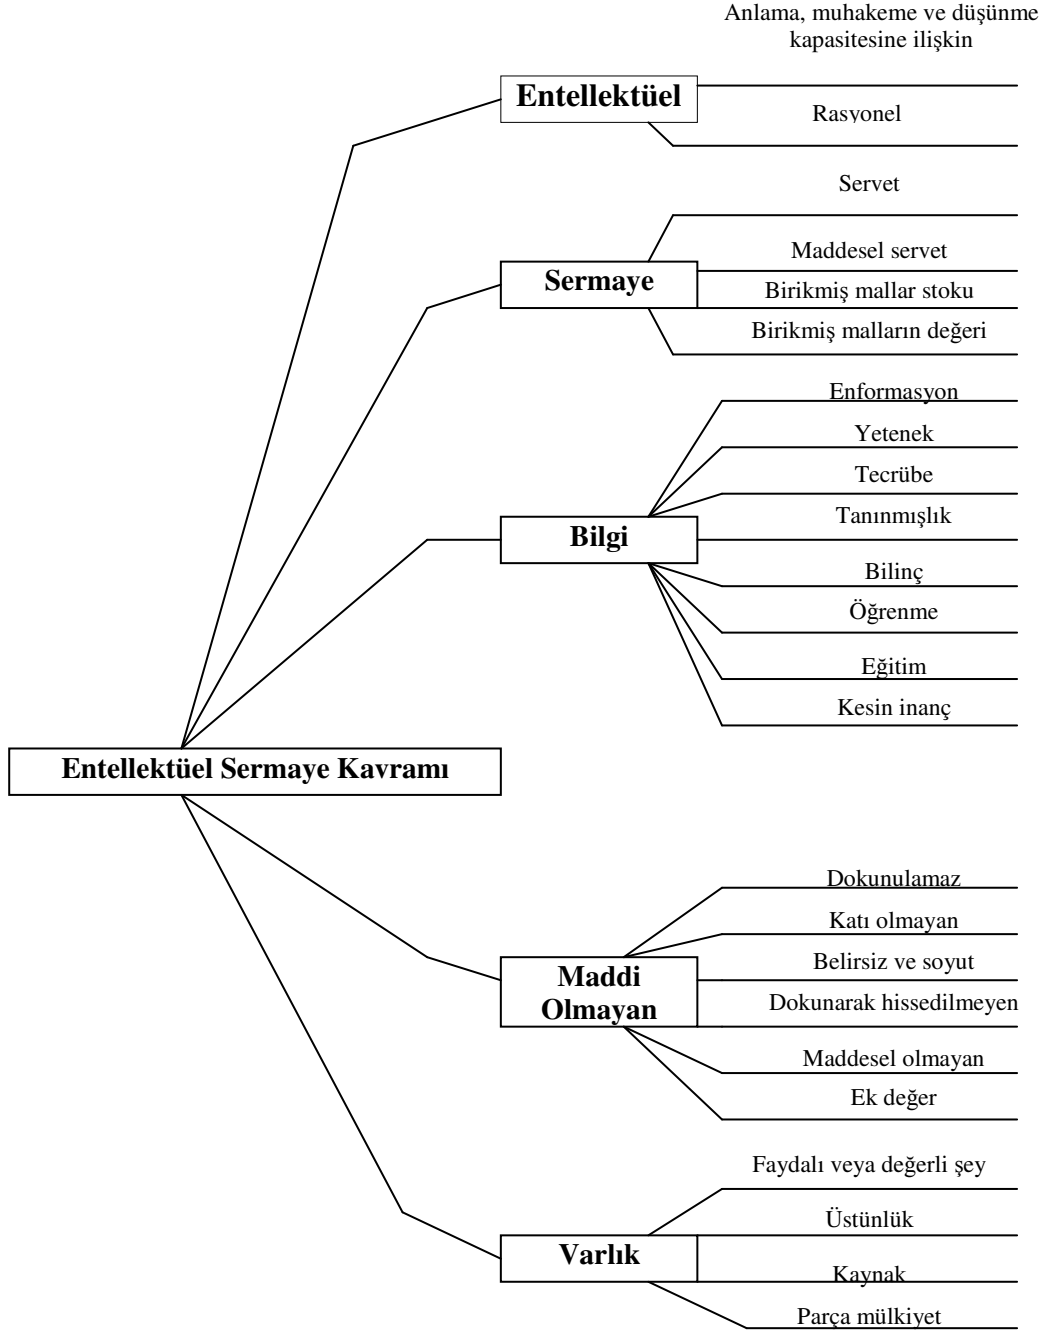 Anlama, muhakeme ve düşünme
kapasitesine ilişkin
Entellektüel
Rasyonel
Servet
Sermaye
Maddesel servet
Birikmiş mallar stoku
Birikmiş malların değeri
Enformasyon
Yetenek
Tecrübe
Tanınmışlık
Bilgi
Bilinç
Öğrenme
Eğitim
Kesin inanç
Entellektüel Sermaye Kavramı
Dokunulamaz
Katı olmayan
Belirsiz ve soyut
Maddi
Olmayan
Dokunarak hissedilmeyen
Maddesel olmayan
Ek değer
Faydalı veya değerli şey
Üstünlük
Varlık
Kaynak
Parça mülkiyet